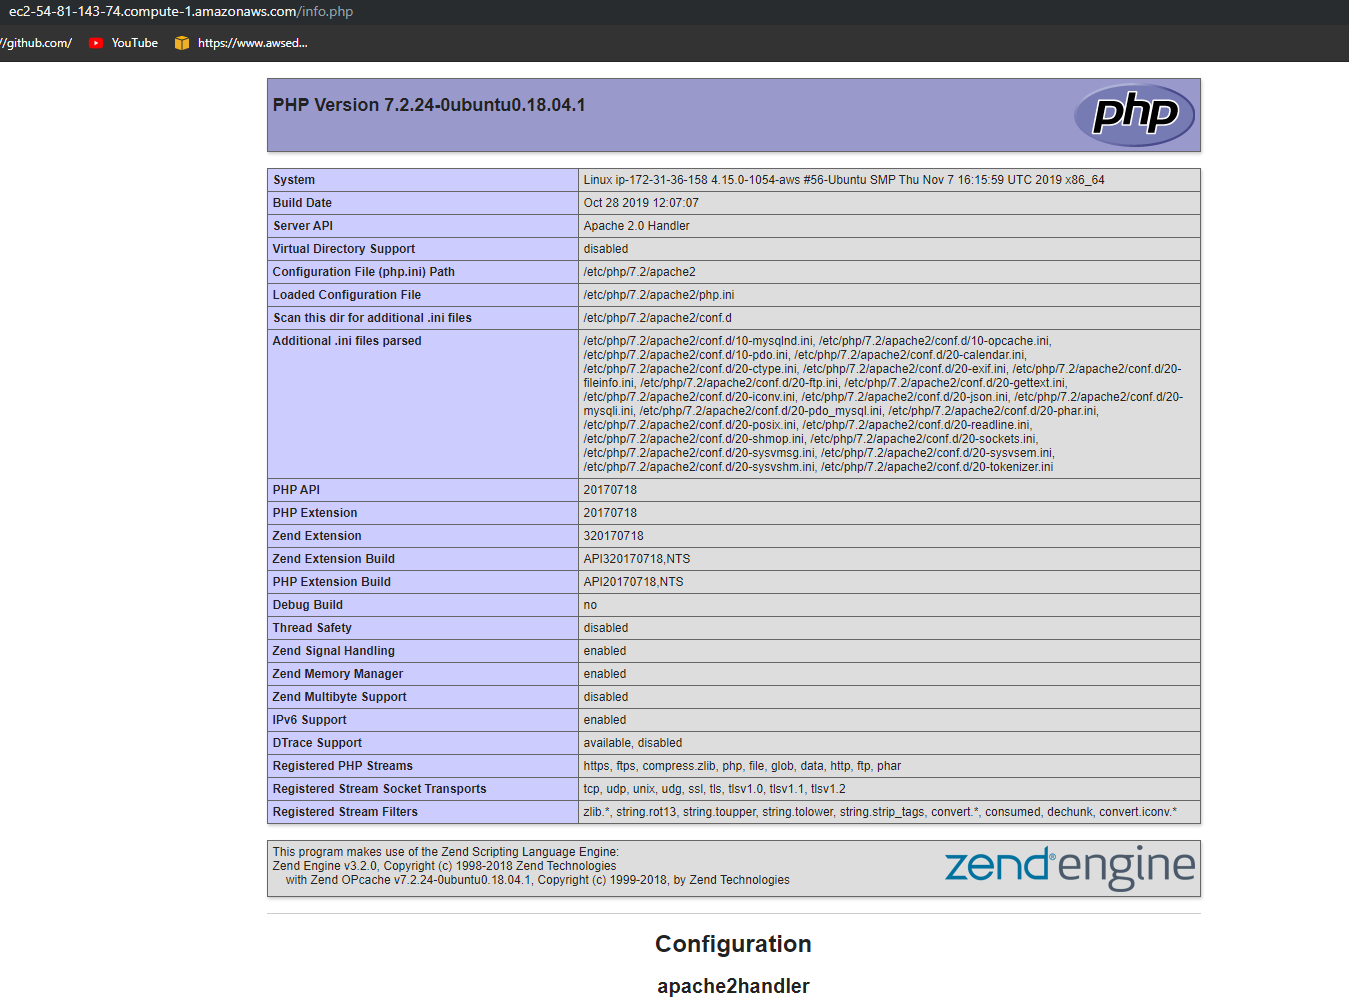 ec2-54-81-143-74.compute-1.amazonaws.com/info.php
//github.com/ YouTube https://www.awsed...
PHP Version 7.2.24-0ubuntu0.18.04.1 php
System Linux ip-172-31-36-158 4.15.0-1054-aws #56-Ubuntu SMP Thu Nov 7 16:15:59 UTC 2019 x86_64
Build Date Oct 28 2019 12:07:07
Server API Apache 2.0 Handler
Virtual Directory Support disabled
Configuration File (php.ini) Path /etc/php/7.2/apache2
Loaded Configuration File /etc/php/7.2/apache2/php.ini
Scan this dir for additional .ini files /etc/php/7.2/apache2/conf.d
Additional .ini files parsed /etc/php/7.2/apache2/conf.d/10-mysqlnd.ini, /etc/php/7.2/apache2/conf.d/10-opcache.ini,
/etc/php/7.2/apache2/conf.d/10-pdo.ini, /etc/php/7.2/apache2/conf.d/20-calendar.ini,
/etc/php/7.2/apache2/conf.d/20-ctype.ini, /etc/php/7.2/apache2/conf.d/20-exif.ini, /etc/php/7.2/apache2/conf.d/20-
fileinfo.ini, /etc/php/7.2/apache2/conf.d/20-ftp.ini, /etc/php/7.2/apache2/conf.d/20-gettext.ini,
/etc/php/7.2/apache2/conf.d/20-iconv.ini, /etc/php/7.2/apache2/conf.d/20-json.ini, /etc/php/7.2/apache2/conf.d/20-
mysqli.ini, /etc/php/7.2/apache2/conf.d/20-pdo_mysql.ini, /etc/php/7.2/apache2/conf.d/20-phar.ini,
/etc/php/7.2/apache2/conf.d/20-posix.ini, /etc/php/7.2/apache2/conf.d/20-readline.ini,
/etc/php/7.2/apache2/conf.d/20-shmop.ini, /etc/php/7.2/apache2/conf.d/20-sockets.ini,
/etc/php/7.2/apache2/conf.d/20-sysvmsg.ini, /etc/php/7.2/apache2/conf.d/20-sysvsem.ini,
/etc/php/7.2/apache2/conf.d/20-sysvshm.ini, /etc/php/7.2/apache2/conf.d/20-tokenizer.ini
PHP API 20170718
PHP Extension 20170718
Zend Extension 320170718
Zend Extension Build API320170718,NTS
PHP Extension Build API20170718,NTS
Debug Build no
Thread Safety disabled
Zend Signal Handling enabled
Zend Memory Manager enabled
Zend Multibyte Support disabled
IPv6 Support enabled
DTrace Support available, disabled
Registered PHP Streams https, ftps, compress.zlib, php, file, glob, data, http, ftp, phar
Registered Stream Socket Transports tcp, udp, unix, udg, ssl, tls, tlsv1.0, tlsv1.1, tlsv1.2
Registered Stream Filters zlib.*, string.rot13, string.toupper, string.tolower, string.strip_tags, convert.*, consumed, dechunk, convert.iconv.*
This program makes use of the Zend Scripting Language Engine:
Zend Engine v3.2.0, Copyright (c) 1998-2018 Zend Technologies
with Zend OPcache v7.2.24-0ubuntu0.18.04.1, Copyright (c) 1999-2018, by Zend Technologies
zend® engine
Configuration
apache2handler